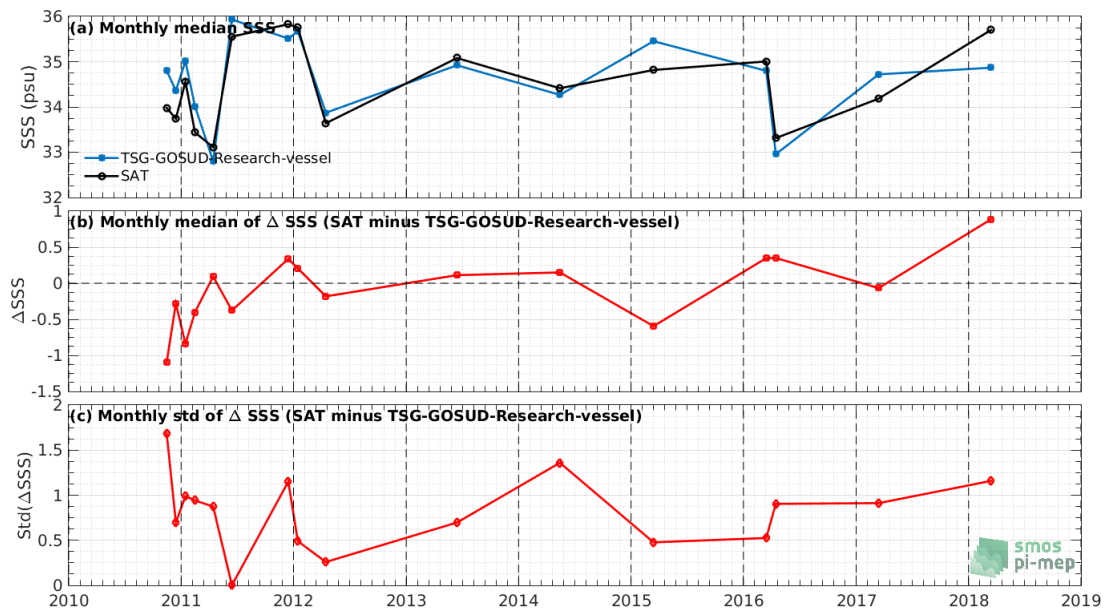 36
35
34
33
32
SSS (psu)
(a) Monthly median SSS
TSG-GOSUD-Research-vessel
SAT
1
0.5
0
-0.5
-1
-1.5
ΔSSS
(b) Monthly median of Δ SSS (SAT minus TSG-GOSUD-Research-vessel)
2
1.5
1
0.5
0
Std(ΔSSS)
(c) Monthly std of Δ SSS (SAT minus TSG-GOSUD-Research-vessel)
smos
pi-mep
2010 2011 2012 2013 2014 2015 2016 2017 2018 2019